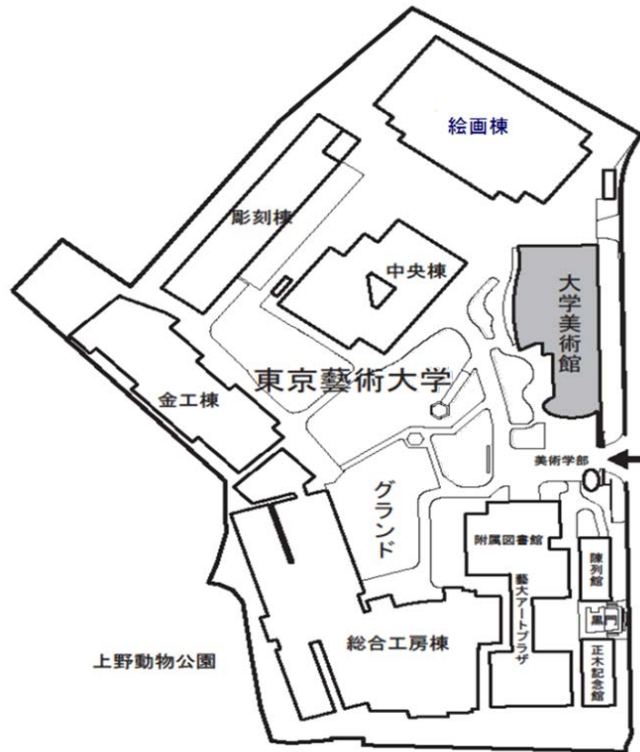 絵画棟
彫刻棟
中央棟
大学美術館
東京藝術大学
金工棟
美術学部
グランド
附属図書館
陳列館
藝大アートプラザ
黒門
総合工房棟
正木記念館
上野動物公園